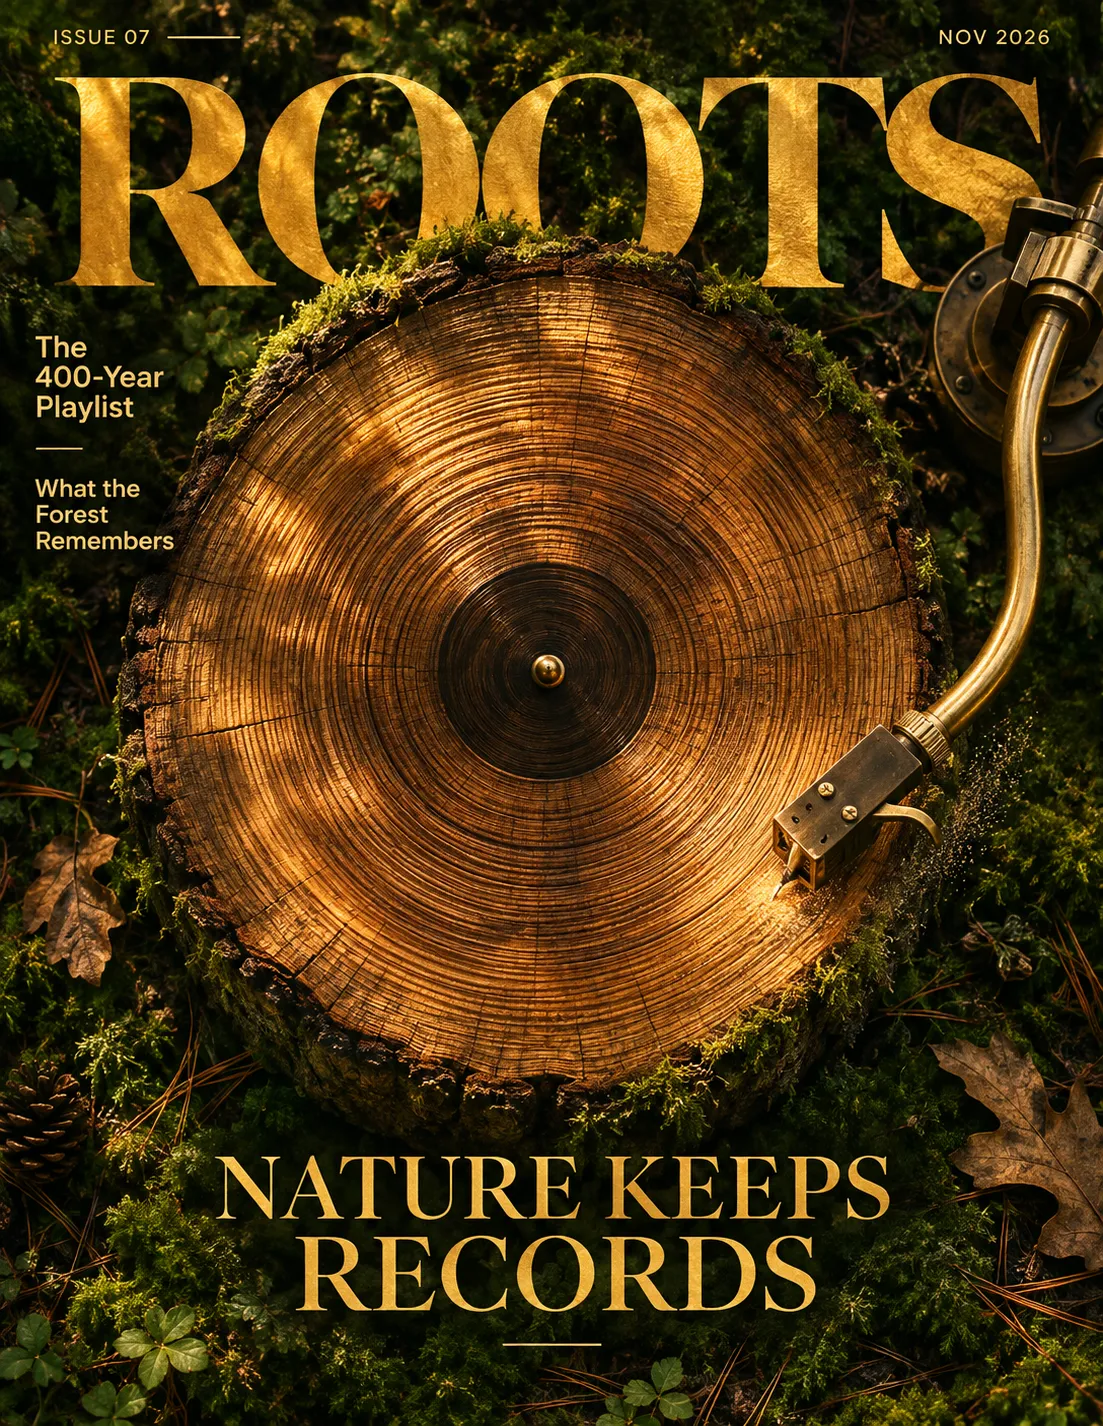 ISSUE 07
NOV 2026
ROOTS
The
400-Year
Playlist
What the
Forest
Remembers
NATURE KEEPS
RECORDS